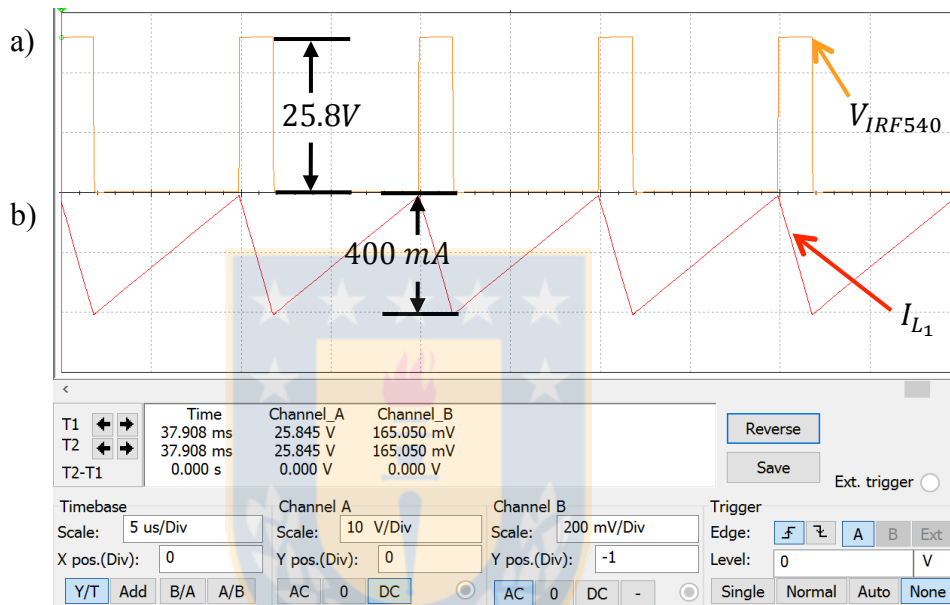 a)
25.8V
V_IRF540
b)
400 mA
I_L1
<
T1
T2
T2-T1
Time Channel_A Channel_B
37.908 ms 25.845 V 165.050 mV
37.908 ms 25.845 V 165.050 mV
0.000 s 0.000 V 0.000 V
Reverse
Save
Ext. trigger
Timebase
Scale: 5 us/Div
X pos.(Div): 0
Y/T Add B/A A/B
Channel A
Scale: 10 V/Div
Y pos.(Div): 0
AC 0 DC
Channel B
Scale: 200 mV/Div
Y pos.(Div): -1
AC 0 DC -
Trigger
Edge: A B Ext
Level: 0 V
Single Normal Auto None